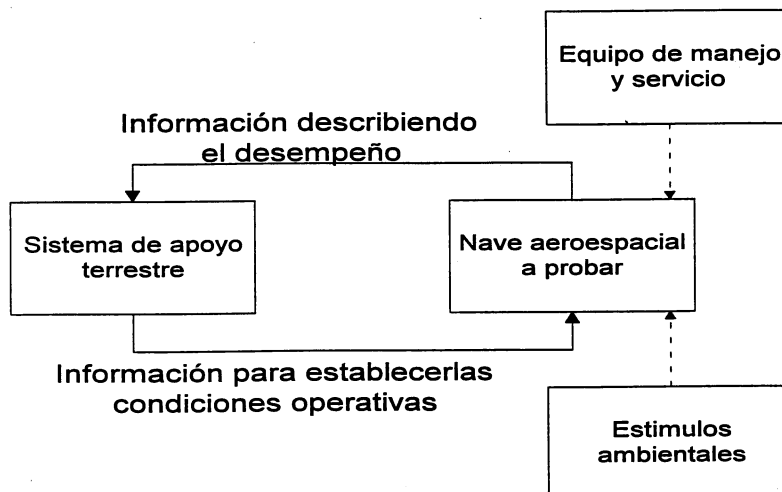 Equipo de manejo
y servicio
Información describiendo
el desempeño
Sistema de apoyo
terrestre
Nave aeroespacial
a probar
Información para establecerlas
condiciones operativas
Estimulos
ambientales